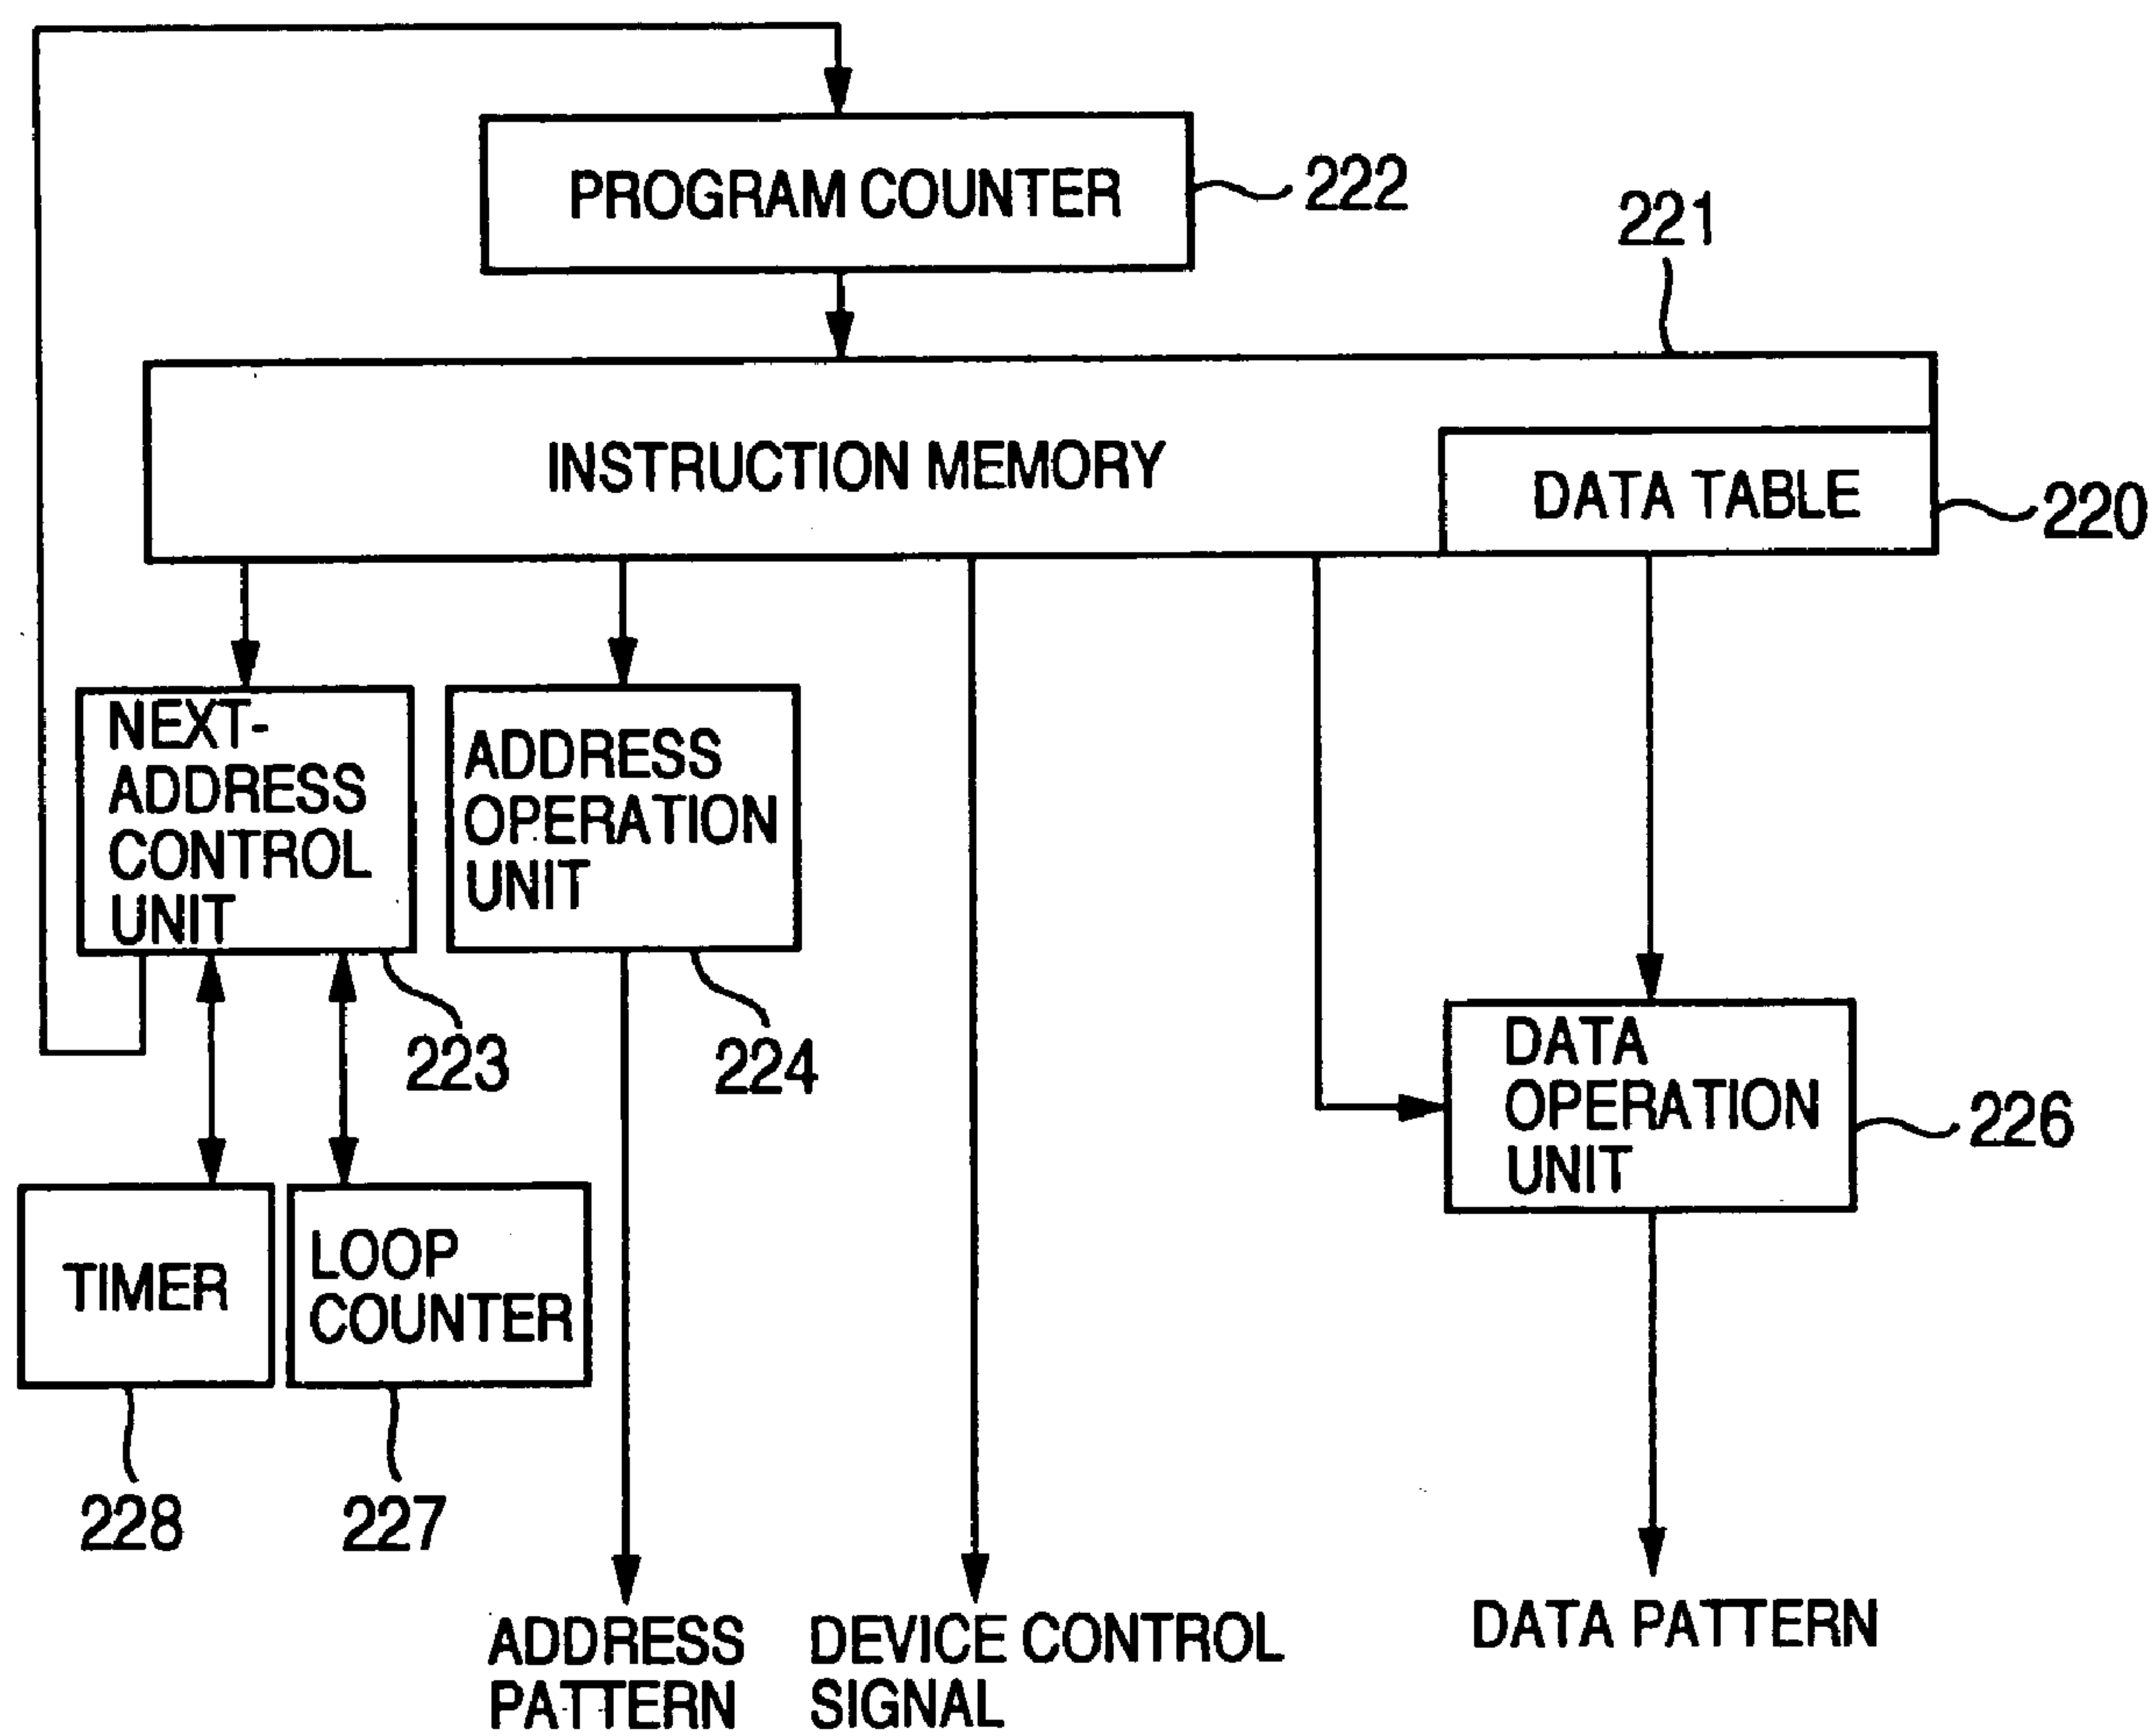 PROGRAM COUNTER
222
221
INSTRUCTION MEMORY
DATA TABLE
220
NEXT-
ADDRESS
CONTROL
UNIT
ADDRESS
OPERATION
UNIT
223
224
DATA
OPERATION
UNIT
226
TIMER
LOOP
COUNTER
228
227
ADDRESS
PATTERN
DEVICE CONTROL
SIGNAL
DATA PATTERN